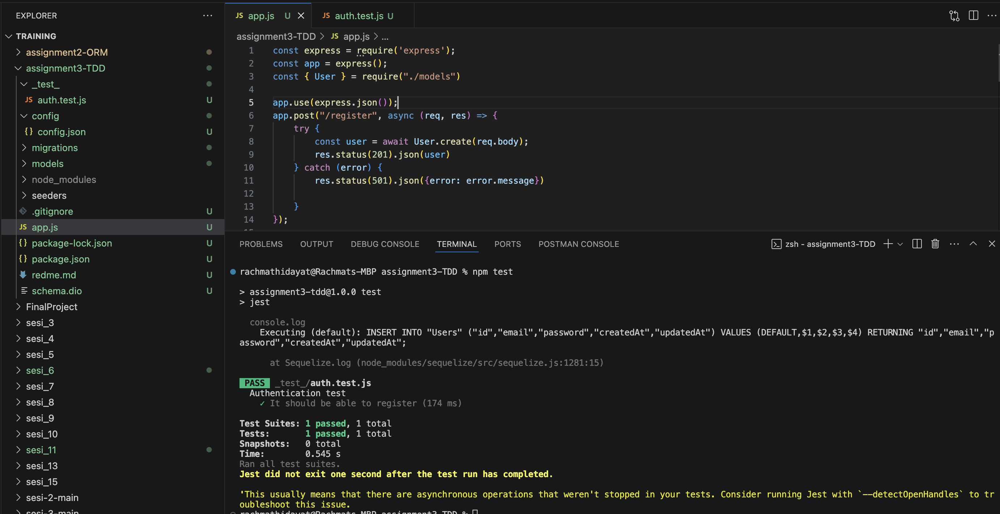 EXPLORER
TRAINING
assignment2-ORM
assignment3-TDD
_test_
JS auth.test.js U
config
{} config.json U
migrations
models
node_modules
seeders
.gitignore U
JS app.js U
{} package-lock.json U
{} package.json U
redme.md U
schema.dio U
FinalProject
sesi_3
sesi_4
sesi_5
sesi_6
sesi_7
sesi_8
sesi_9
sesi_10
sesi_11
sesi_13
sesi_15
sesi-2-main
sesi-3-main
JS app.js U
JS auth.test.js U
assignment3-TDD > JS app.js > ...
1 const express = require('express');
2 const app = express();
3 const { User } = require("./models")
4
5 app.use(express.json());
6 app.post("/register", async (req, res) => {
7 try {
8 const user = await User.create(req.body);
9 res.status(201).json(user)
10 } catch (error) {
11 res.status(501).json({error: error.message})
12
13 }
14 });
15
PROBLEMS OUTPUT DEBUG CONSOLE TERMINAL PORTS POSTMAN CONSOLE
zsh - assignment3-TDD
rachmathidayat@Rachmats-MBP assignment3-TDD % npm test
> assignment3-tdd@1.0.0 test
> jest
console.log
Executing (default): INSERT INTO "Users" ("id","email","password","createdAt","updatedAt") VALUES (DEFAULT,$1,$2,$3,$4) RETURNING "id","email","p
assword","createdAt","updatedAt";
at Sequelize.log (node_modules/sequelize/src/sequelize.js:1281:15)
PASS _test_/auth.test.js
Authentication test
✓ It should be able to register (174 ms)
Test Suites: 1 passed, 1 total
Tests: 1 passed, 1 total
Snapshots: 0 total
Time: 0.545 s
Ran all test suites.
Jest did not exit one second after the test run has completed.
'This usually means that there are asynchronous operations that weren't stopped in your tests. Consider running Jest with `--detectOpenHandles` to tr
oubleshoot this issue.
rachmathidayat@Rachmats-MBP assignment3-TDD %